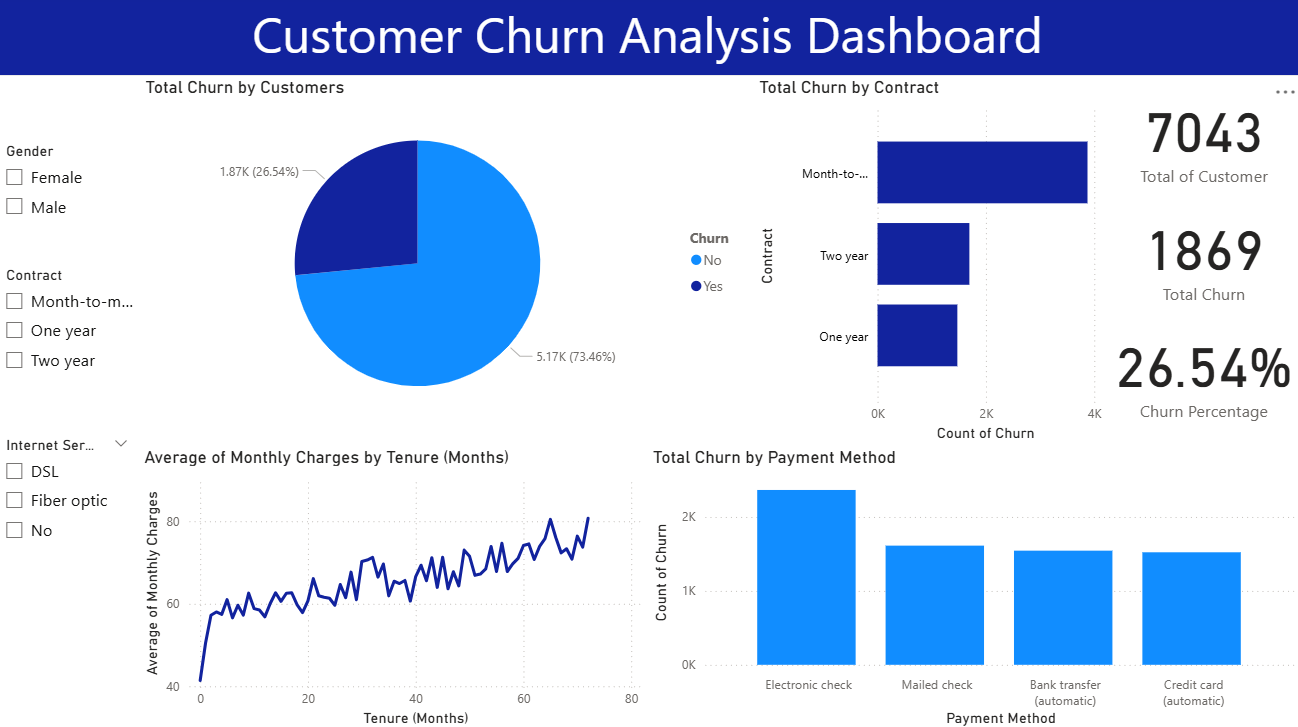 Customer Churn Analysis Dashboard
Total Churn by Customers
Total Churn by Contract
Gender
Female
Male
Contract
Month-to-m...
One year
Two year
Internet Ser...
DSL
Fiber optic
No
1.87K (26.54%)
5.17K (73.46%)
Churn
No
Yes
Contract
Month-to-...
Two year
One year
0K
2K
4K
Count of Churn
7043
Total of Customer
1869
Total Churn
26.54%
Churn Percentage
Average of Monthly Charges by Tenure (Months)
Average of Monthly Charges
80
60
40
0
20
40
60
80
Tenure (Months)
Total Churn by Payment Method
Count of Churn
2K
1K
0K
Electronic check
Mailed check
Bank transfer
(automatic)
Credit card
(automatic)
Payment Method